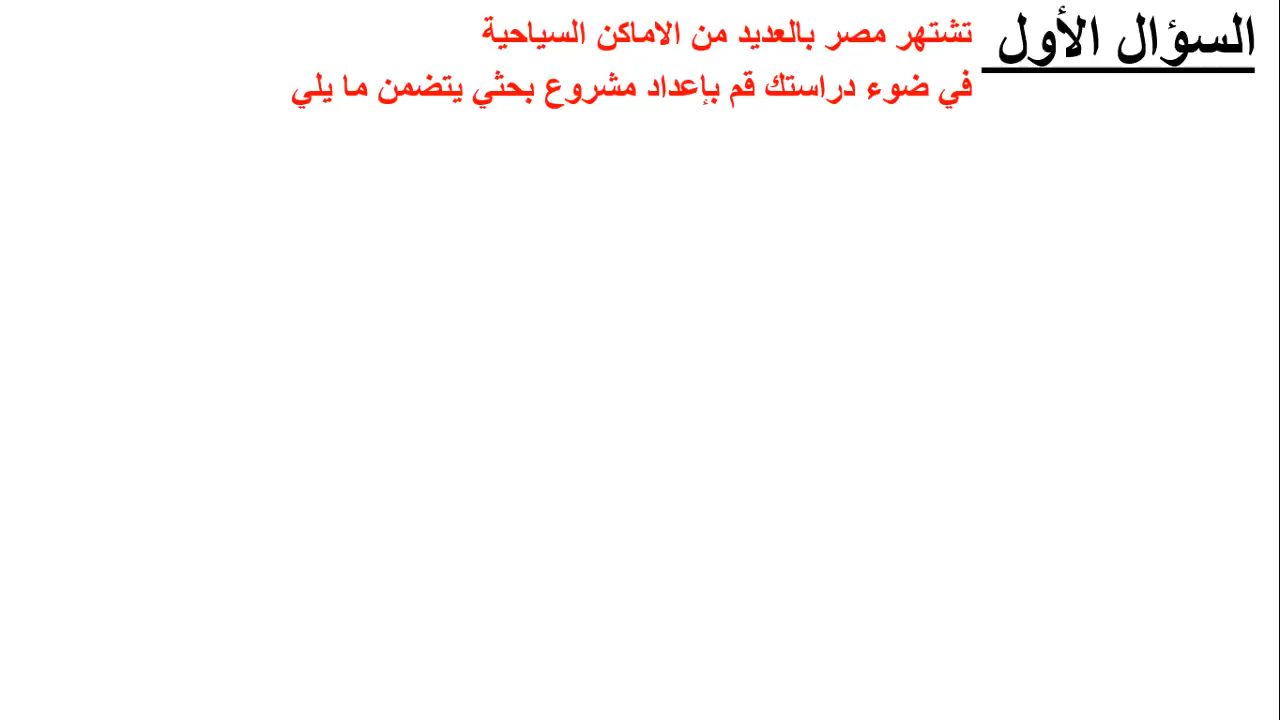 السؤال الأول تشتهر مصر بالعديد من الاماكن السياحية
في ضوء دراستك قم بإعداد مشروع بحثي يتضمن ما يلي